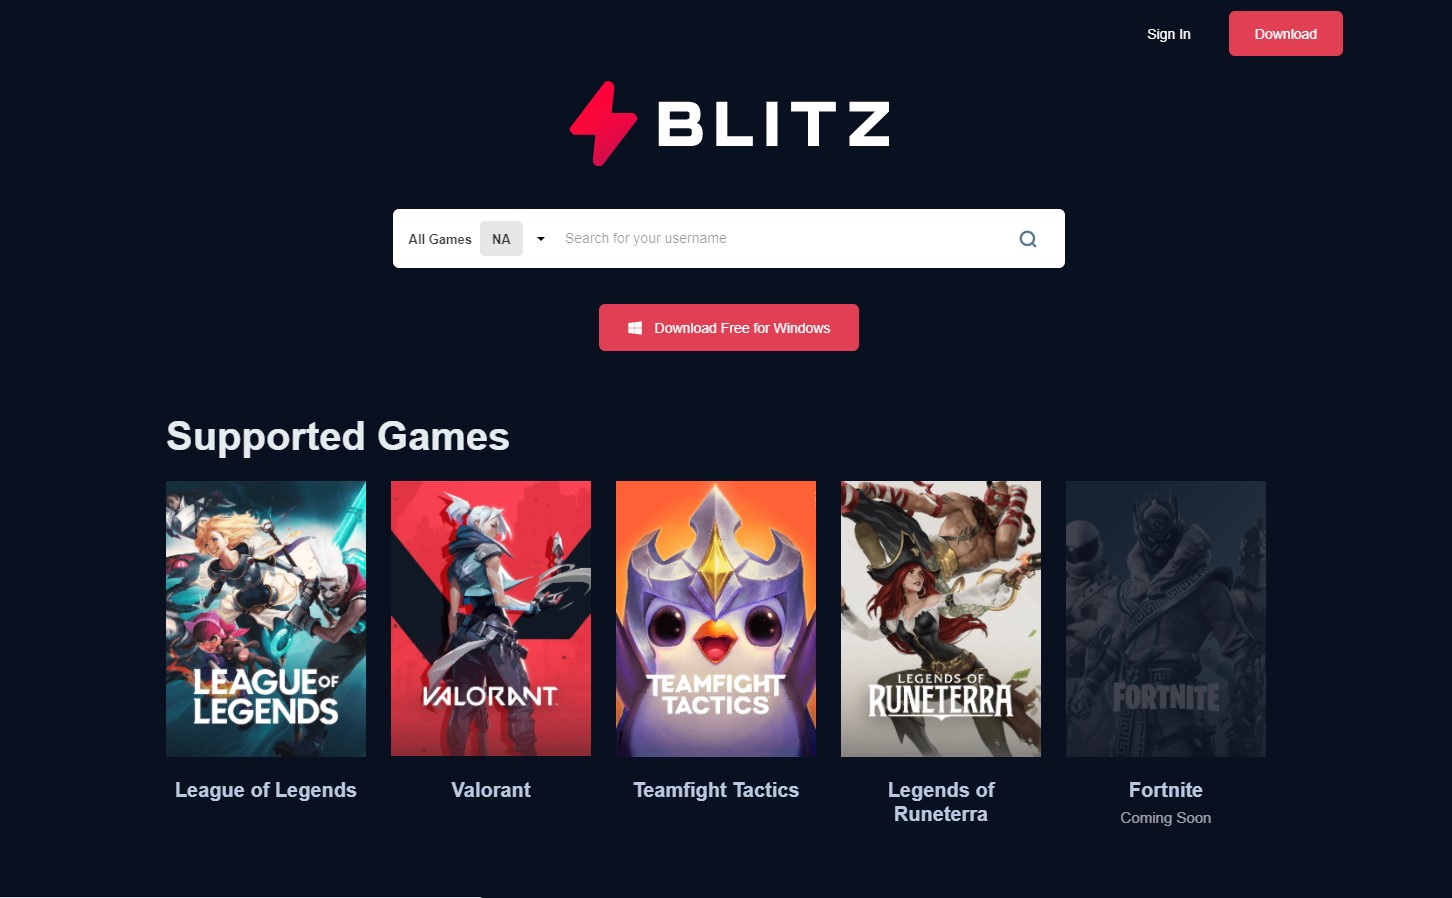 Sign In
Download
BLITZ
All Games
NA
Search for your username
Download Free for Windows
Supported Games
LEAGUE OF
LEGENDS
VALORANT
TEAMFIGHT
TACTICS
LEGENDS OF
RUNETERRA
FORTNITE
League of Legends
Valorant
Teamfight Tactics
Legends of
Runeterra
Fortnite
Coming Soon